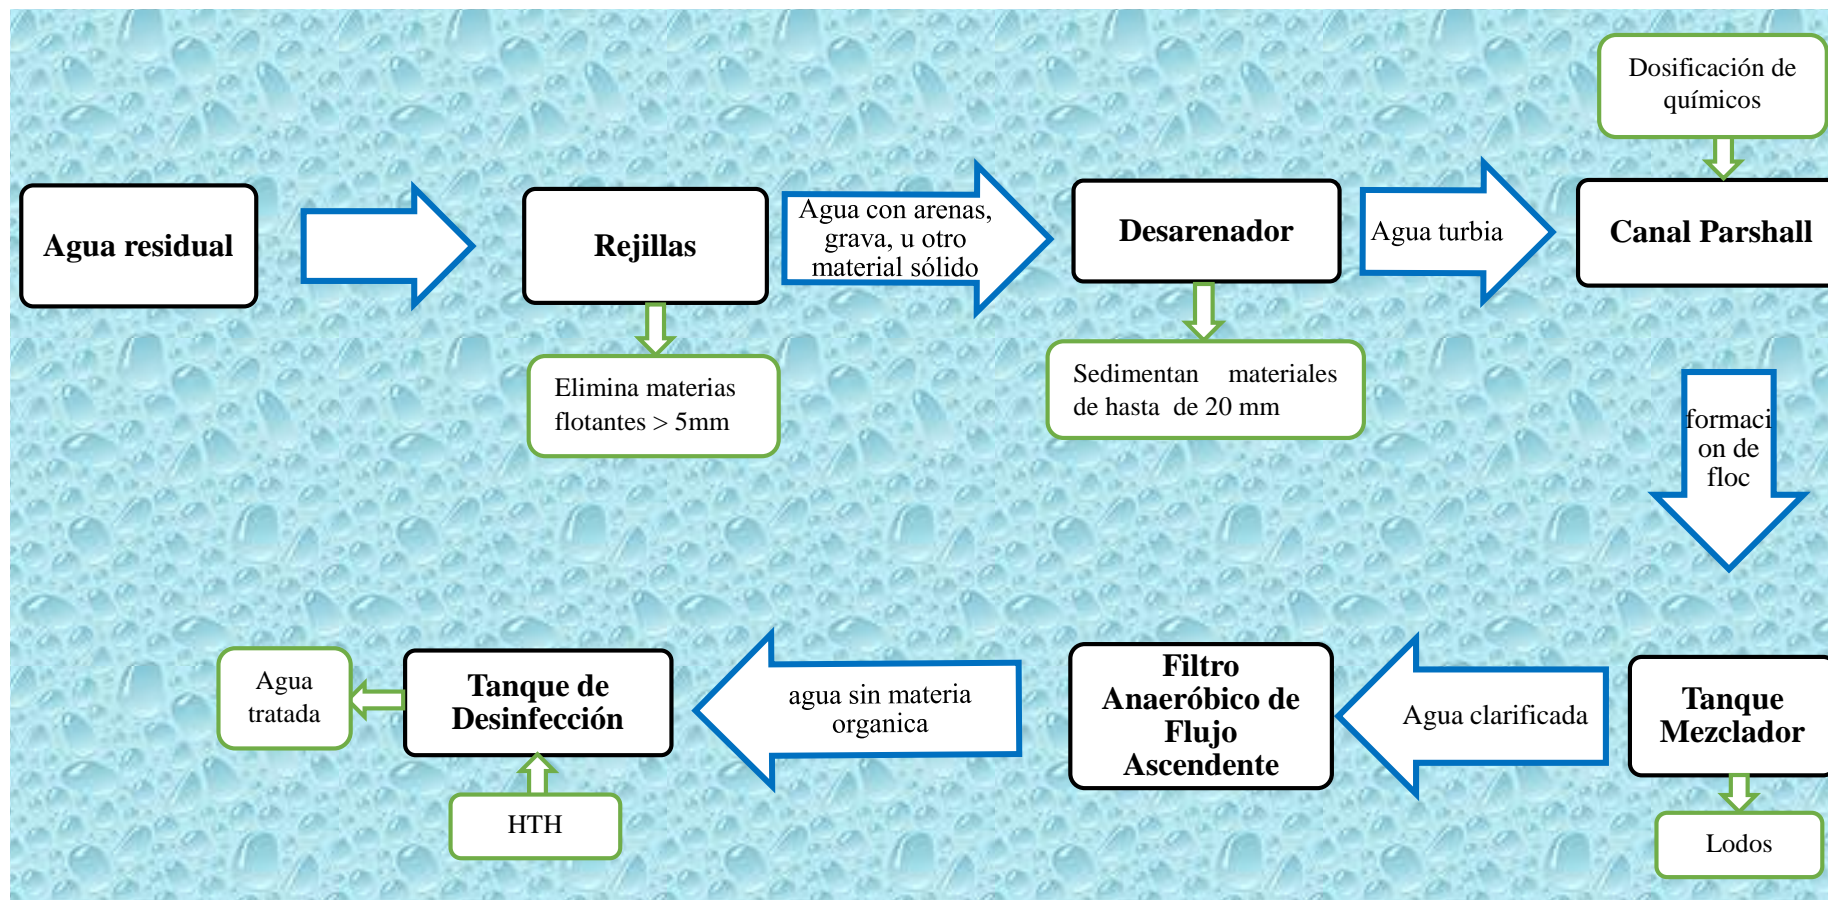 Dosificación de
químicos
Agua residual
Rejillas
Agua con arenas,
grava, u otro
material sólido
Desarenador
Agua turbia
Canal Parshall
Elimina materias
flotantes > 5mm
Sedimentan materiales
de hasta de 20 mm
formaci
on de
floc
Tanque
Mezclador
Lodos
Agua clarificada
Filtro
Anaeróbico de
Flujo
Ascendente
agua sin materia
organica
Tanque de
Desinfección
HTH
Agua
tratada